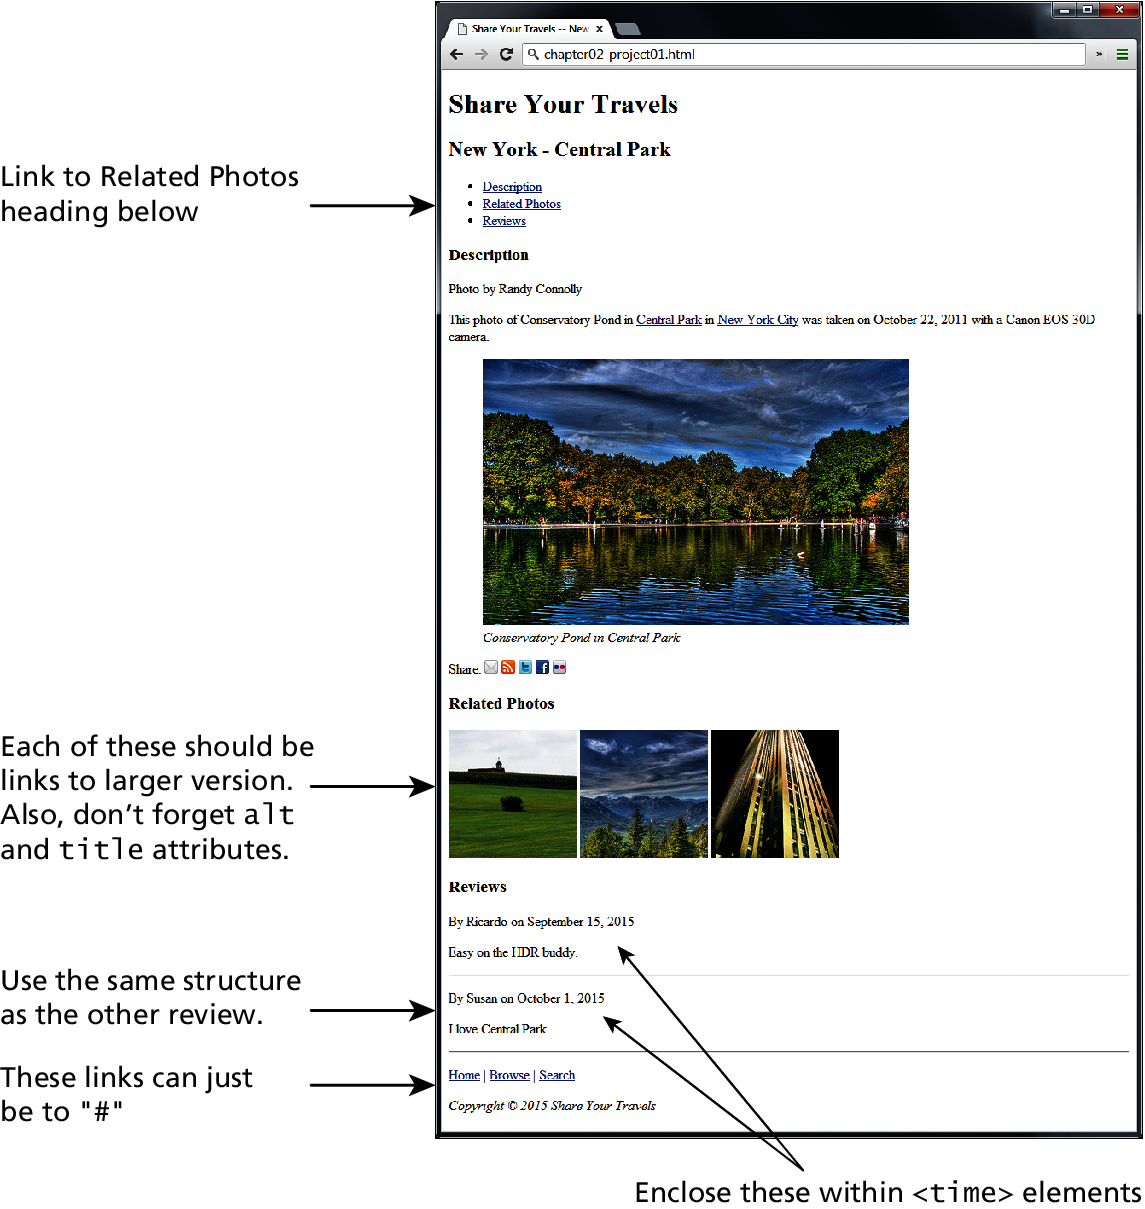 Share Your Travels -- New
chapter02-project01.html
Share Your Travels
New York - Central Park
Link to Related Photos
heading below
Description
Related Photos
Reviews
Description
Photo by Randy Connolly
This photo of Conservatory Pond in Central Park in New York City was taken on October 22, 2011 with a Canon EOS 30D
camera.
Conservatory Pond in Central Park
Share:
Related Photos
Each of these should be
links to larger version.
Also, don’t forget alt
and title attributes.
Reviews
By Ricardo on September 15, 2015
Easy on the HDR buddy.
Use the same structure
as the other review.
By Susan on October 1, 2015
I love Central Park
These links can just
be to "#"
Home | Browse | Search
Copyright © 2015 Share Your Travels
Enclose these within <time> elements